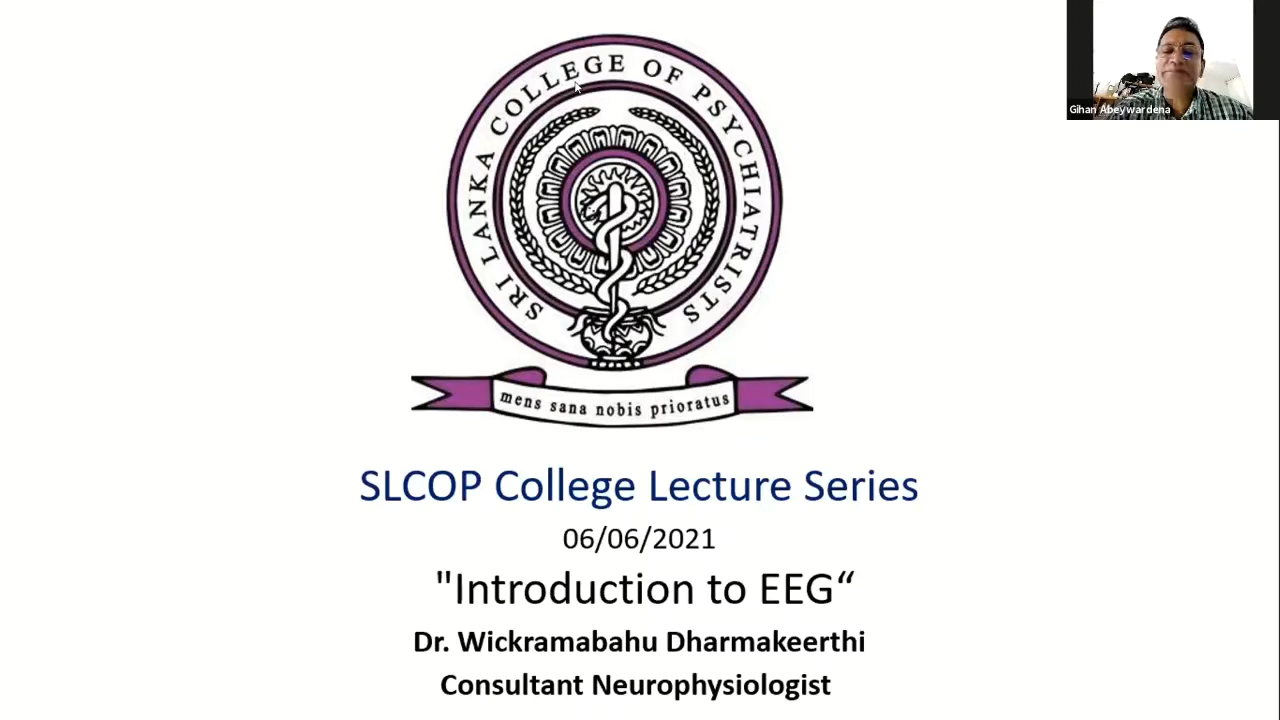 SRI LANKA COLLEGE OF PSYCHIATRISTS
Gihan Abeywardena
mens sana nobis prioratus
SLCOP College Lecture Series
06/06/2021
"Introduction to EEG“
Dr. Wickramabahu Dharmakeerthi
Consultant Neurophysiologist